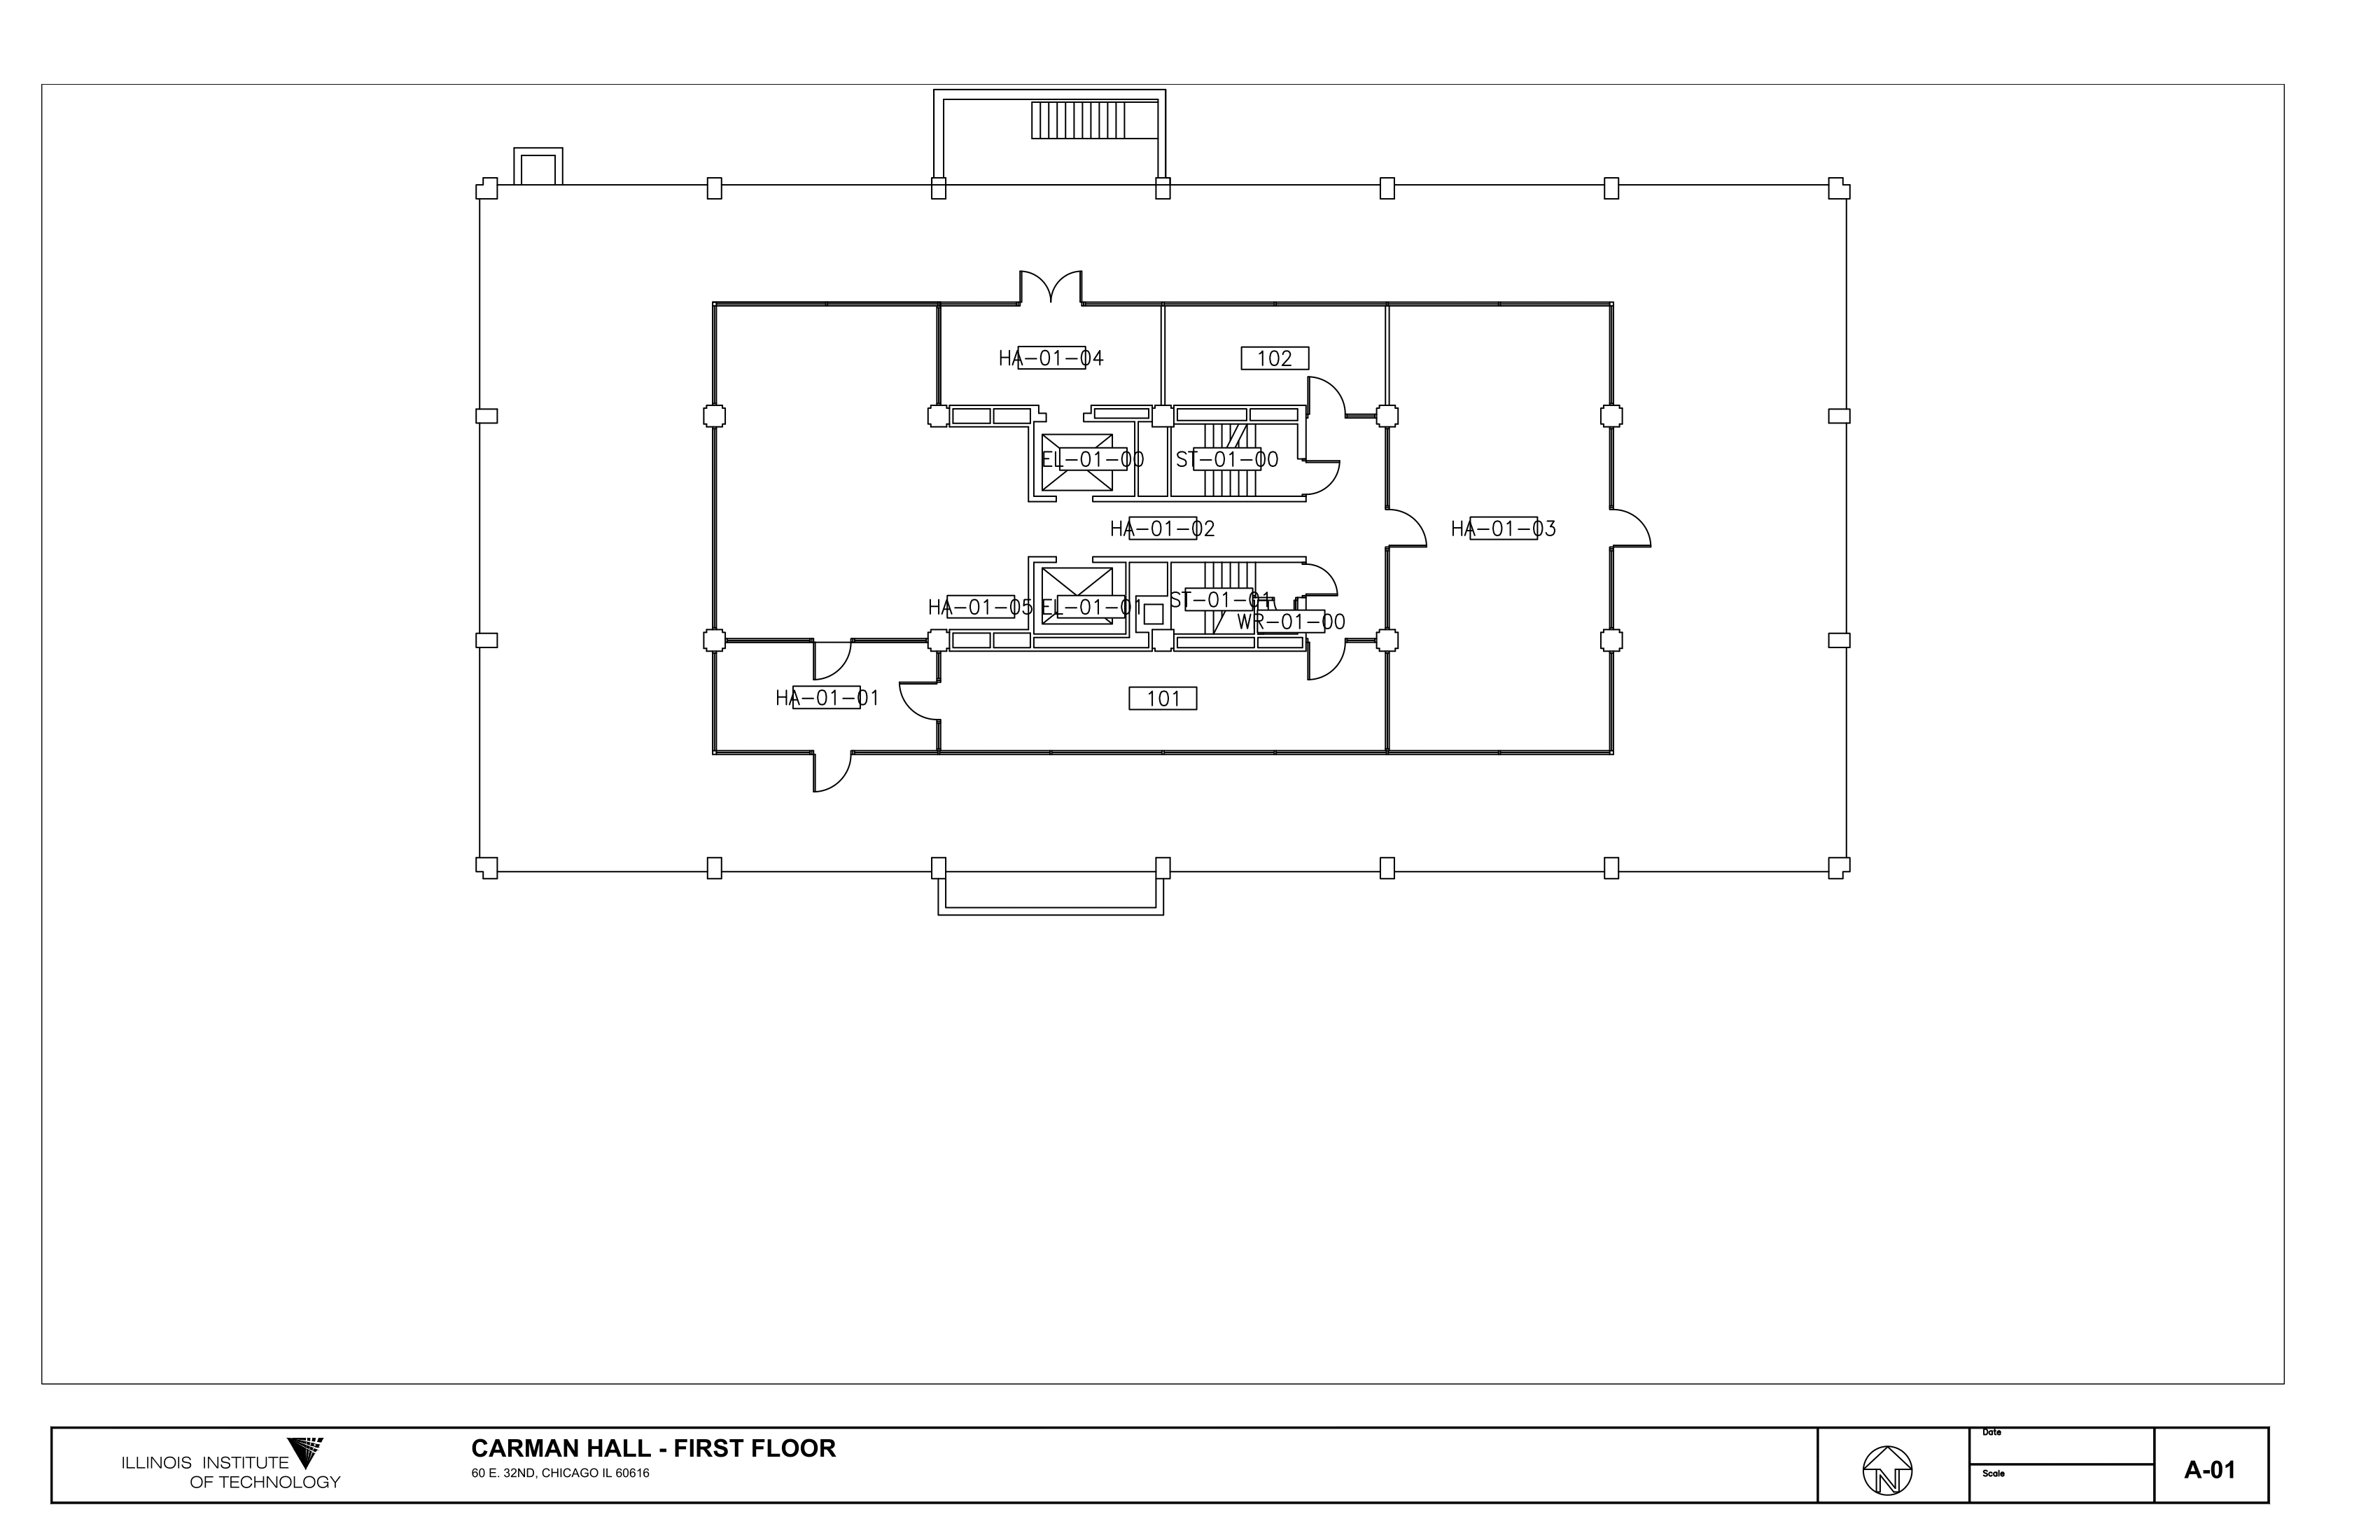 HA-01-04
102
EL-01-00
ST-01-00
HA-01-02
HA-01-03
HA-01-05
EL-01-01
ST-01-01
WR-01-00
HA-01-01
101
ILLINOIS INSTITUTE
OF TECHNOLOGY
CARMAN HALL - FIRST FLOOR
60 E. 32ND, CHICAGO IL 60616
N
Date
Scale
A-01